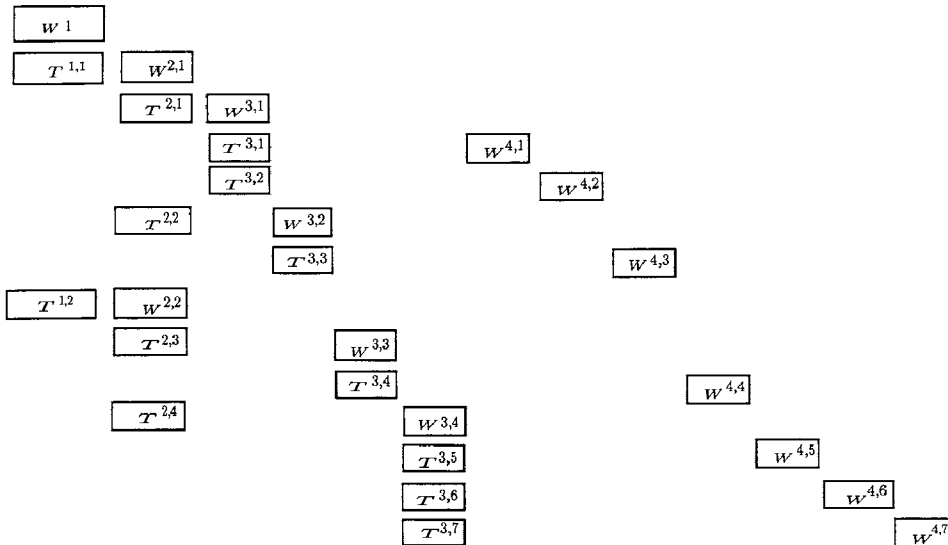 W 1
T 1,1 W 2,1
T 2,1 W 3,1
T 3,1 W 4,1
T 3,2 W 4,2
T 2,2 W 3,2
T 3,3 W 4,3
T 1,2 W 2,2
T 2,3 W 3,3
T 3,4 W 4,4
T 2,4 W 3,4
T 3,5 W 4,5
T 3,6 W 4,6
T 3,7 W 4,7